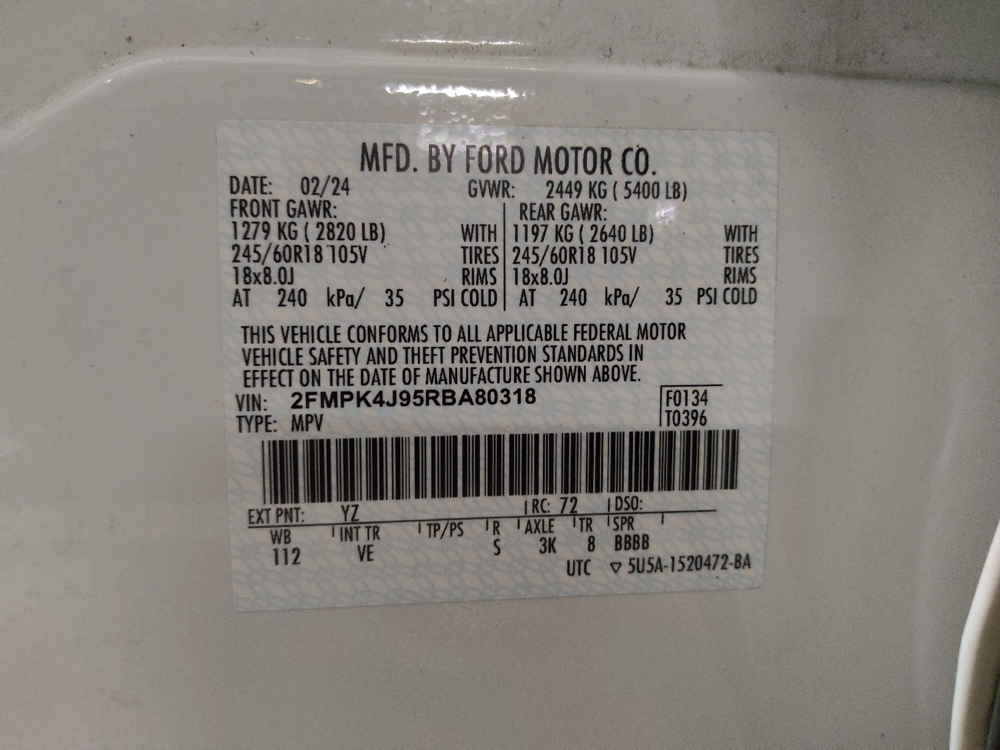 MFD. BY FORD MOTOR CO.
DATE: 02/24 GVWR: 2449 KG ( 5400 LB)
FRONT GAWR: REAR GAWR:
1279 KG ( 2820 LB) WITH 1197 KG ( 2640 LB) WITH
245/60R18 105V TIRES 245/60R18 105V TIRES
18x8.0J RIMS 18x8.0J RIMS
AT 240 kPa/ 35 PSI COLD AT 240 kPa/ 35 PSI COLD
THIS VEHICLE CONFORMS TO ALL APPLICABLE FEDERAL MOTOR
VEHICLE SAFETY AND THEFT PREVENTION STANDARDS IN
EFFECT ON THE DATE OF MANUFACTURE SHOWN ABOVE.
VIN: 2FMPK4J95RBA80318 F0134
TYPE: MPV T0396
EXT PNT: YZ RC: 72 DSO:
WB INT TR TP/PS R AXLE TR SPR
112 VE S 3K 8 BBBB
UTC ▽ 5U5A-1520472-BA